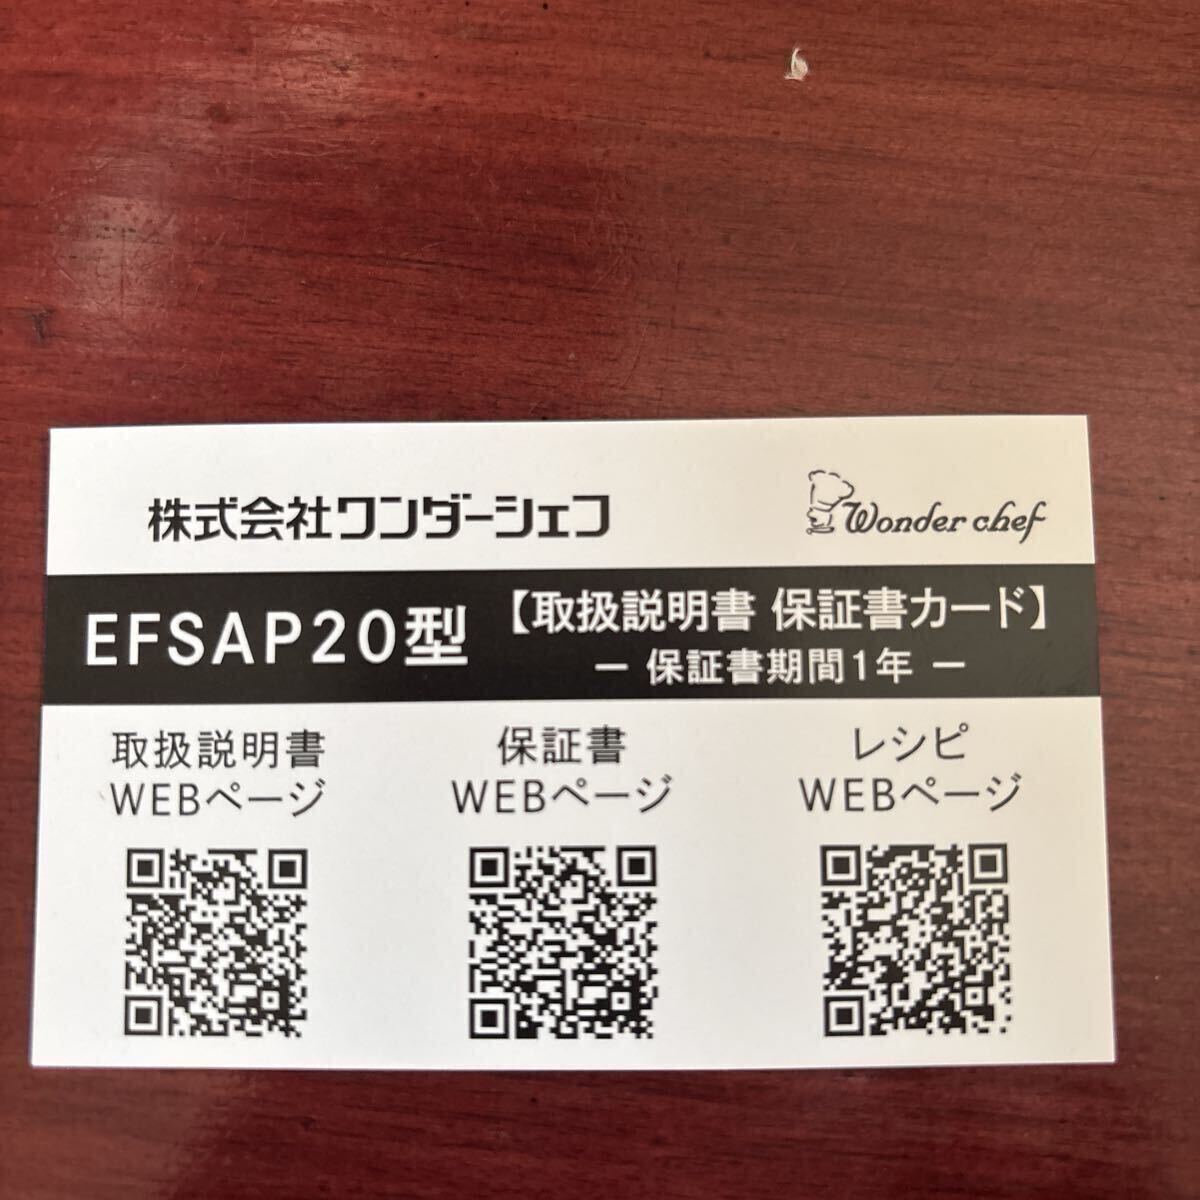 株式会社ワンダーシェフ
Wonder chef
EFSAP20型
【取扱説明書 保証書カード】
― 保証書期間1年 ―
取扱説明書
WEBページ
保証書
WEBページ
レシピ
WEBページ